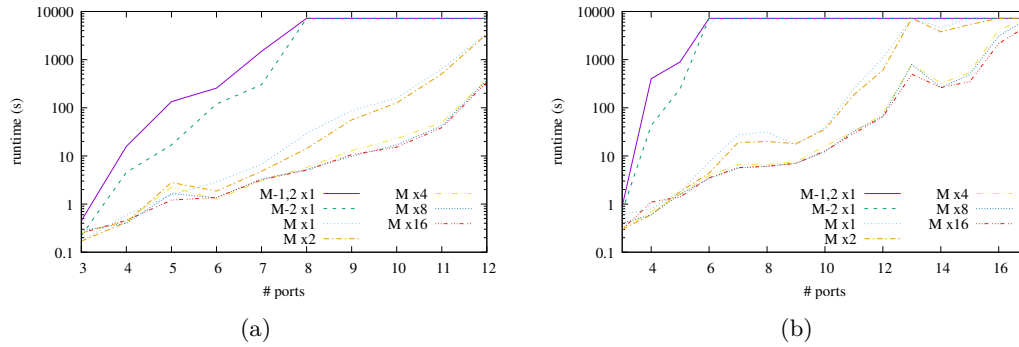 10000
1000
100
10
1
0.1
runtime (s)
3 4 5 6 7 8 9 10 11 12
# ports
M-1,2 x1
M-2 x1
M x1
M x2
M x4
M x8
M x16
(a)
10000
1000
100
10
1
0.1
runtime (s)
4 6 8 10 12 14 16
# ports
M-1,2 x1
M-2 x1
M x1
M x2
M x4
M x8
M x16
(b)